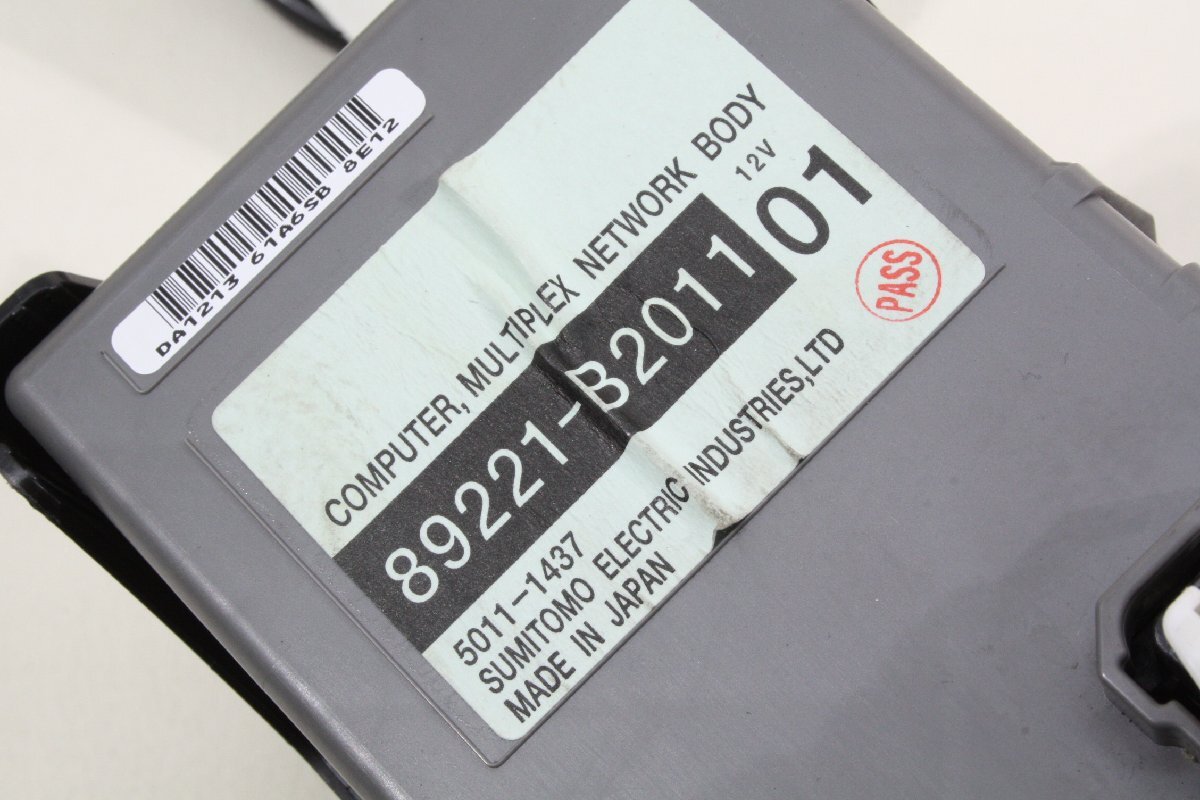 DA1213 61A6SB 8E12
COMPUTER, MULTIPLEX NETWORK BODY
12V
89221-B2011 01
PASS
5011-1437
SUMITOMO ELECTRIC INDUSTRIES,LTD
MADE IN JAPAN